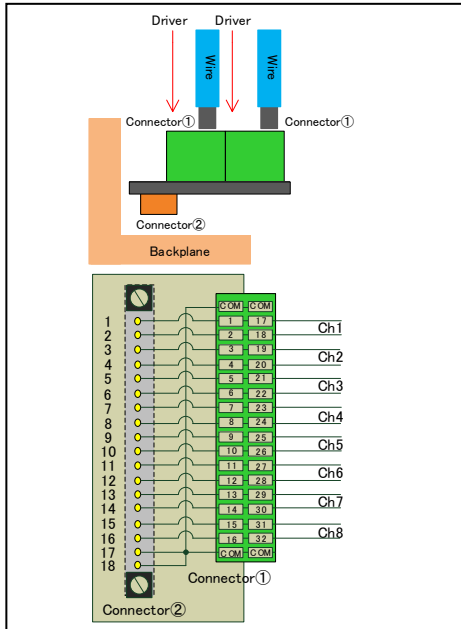 Driver Driver
Wire Wire
Connector① Connector①
Connector②
Backplane
COM COM
1 1 17
2 2 18 Ch1
3 3 19
4 4 20 Ch2
5 5 21
6 6 22 Ch3
7 7 23
8 8 24 Ch4
9 9 25
10 10 26 Ch5
11 11 27
12 12 28 Ch6
13 13 29
14 14 30 Ch7
15 15 31
16 16 32 Ch8
17 COM COM
18
Connector①
Connector②